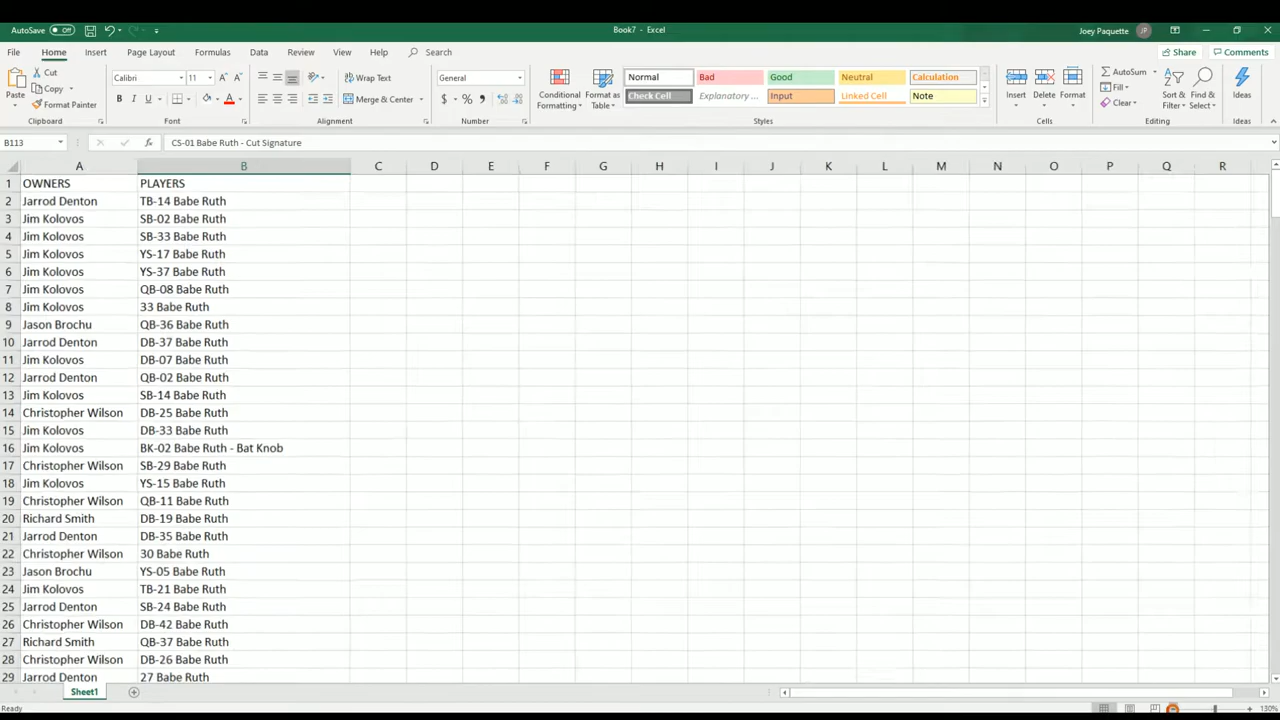 AutoSave Off Book7 - Excel Joey Paquette JP
File Home Insert Page Layout Formulas Data Review View Help Search Share Comments
Paste Cut Copy Format Painter Clipboard
Calibri 11 A A B I U A Font
Wrap Text Merge & Center Alignment
General $ % , Number
Conditional Formatting Format as Table
Normal Bad Good Neutral Calculation
Check Cell Explanatory ... Input Linked Cell Note
Styles
Insert Delete Format Cells
AutoSum Fill Clear Sort & Filter Find & Select Editing
Ideas Ideas
B113 fx CS-01 Babe Ruth - Cut Signature
A B C D E F G H I J K L M N O P Q R
1 OWNERS PLAYERS
2 Jarrod Denton TB-14 Babe Ruth
3 Jim Kolovos SB-02 Babe Ruth
4 Jim Kolovos SB-33 Babe Ruth
5 Jim Kolovos YS-17 Babe Ruth
6 Jim Kolovos YS-37 Babe Ruth
7 Jim Kolovos QB-08 Babe Ruth
8 Jim Kolovos 33 Babe Ruth
9 Jason Brochu QB-36 Babe Ruth
10 Jarrod Denton DB-37 Babe Ruth
11 Jim Kolovos DB-07 Babe Ruth
12 Jarrod Denton QB-02 Babe Ruth
13 Jim Kolovos SB-14 Babe Ruth
14 Christopher Wilson DB-25 Babe Ruth
15 Jim Kolovos DB-33 Babe Ruth
16 Jim Kolovos BK-02 Babe Ruth - Bat Knob
17 Christopher Wilson SB-29 Babe Ruth
18 Jim Kolovos YS-15 Babe Ruth
19 Christopher Wilson QB-11 Babe Ruth
20 Richard Smith DB-19 Babe Ruth
21 Jarrod Denton DB-35 Babe Ruth
22 Christopher Wilson 30 Babe Ruth
23 Jason Brochu YS-05 Babe Ruth
24 Jim Kolovos TB-21 Babe Ruth
25 Jarrod Denton SB-24 Babe Ruth
26 Christopher Wilson DB-42 Babe Ruth
27 Richard Smith QB-37 Babe Ruth
28 Christopher Wilson DB-26 Babe Ruth
29 Jarrod Denton 27 Babe Ruth
Sheet1
Ready 130%